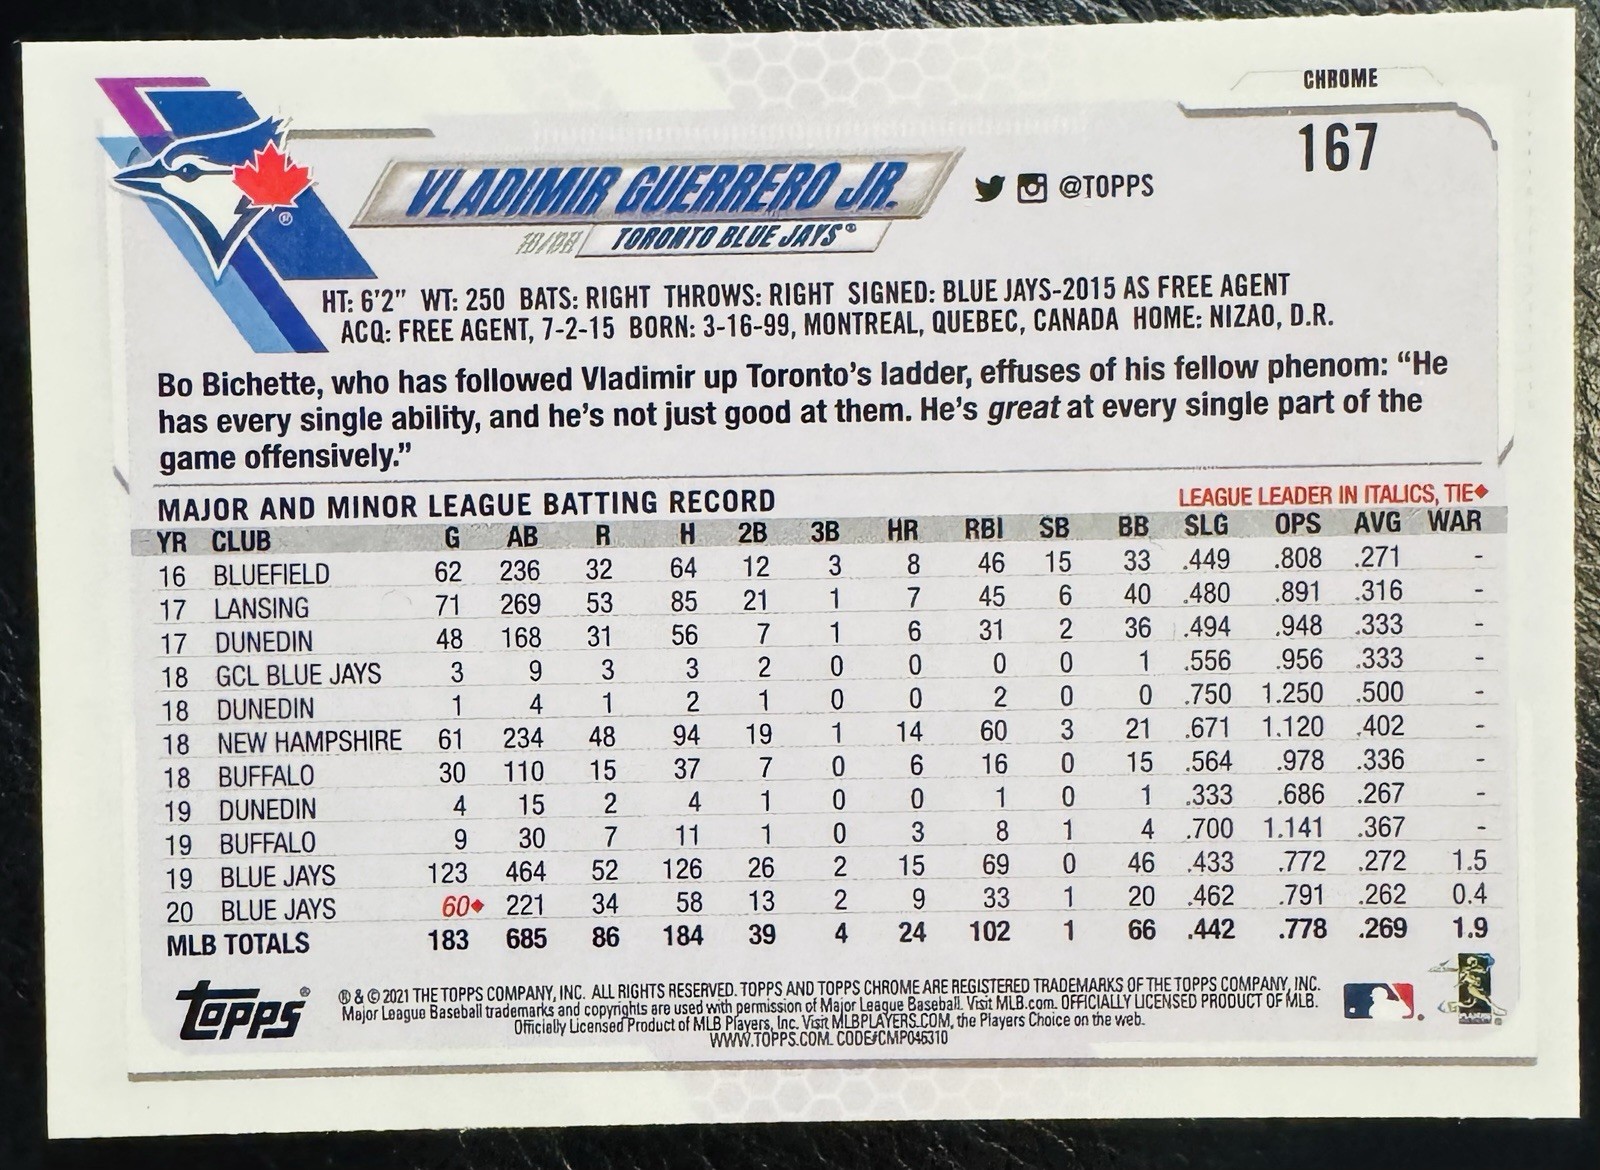 CHROME
167
VLADIMIR GUERRERO JR.
@TOPPS
1B/DH TORONTO BLUE JAYS®
HT: 6'2" WT: 250 BATS: RIGHT THROWS: RIGHT SIGNED: BLUE JAYS-2015 AS FREE AGENT
ACQ: FREE AGENT, 7-2-15 BORN: 3-16-99, MONTREAL, QUEBEC, CANADA HOME: NIZAO, D.R.
Bo Bichette, who has followed Vladimir up Toronto's ladder, effuses of his fellow phenom: “He
has every single ability, and he's not just good at them. He's great at every single part of the
game offensively.”
MAJOR AND MINOR LEAGUE BATTING RECORD LEAGUE LEADER IN ITALICS, TIE♦
YR CLUB G AB R H 2B 3B HR RBI SB BB SLG OPS AVG WAR
16 BLUEFIELD 62 236 32 64 12 3 8 46 15 33 .449 .808 .271 -
17 LANSING 71 269 53 85 21 1 7 45 6 40 .480 .891 .316 -
17 DUNEDIN 48 168 31 56 7 1 6 31 2 36 .494 .948 .333 -
18 GCL BLUE JAYS 3 9 3 3 2 0 0 0 0 1 .556 .956 .333 -
18 DUNEDIN 1 4 1 2 1 0 0 2 0 0 .750 1.250 .500 -
18 NEW HAMPSHIRE 61 234 48 94 19 1 14 60 3 21 .671 1.120 .402 -
18 BUFFALO 30 110 15 37 7 0 6 16 0 15 .564 .978 .336 -
19 DUNEDIN 4 15 2 4 1 0 0 1 0 1 .333 .686 .267 -
19 BUFFALO 9 30 7 11 1 0 3 8 1 4 .700 1.141 .367 -
19 BLUE JAYS 123 464 52 126 26 2 15 69 0 46 .433 .772 .272 1.5
20 BLUE JAYS 60♦ 221 34 58 13 2 9 33 1 20 .462 .791 .262 0.4
MLB TOTALS 183 685 86 184 39 4 24 102 1 66 .442 .778 .269 1.9
TOPPS®
® & © 2021 THE TOPPS COMPANY, INC. ALL RIGHTS RESERVED. TOPPS AND TOPPS CHROME ARE REGISTERED TRADEMARKS OF THE TOPPS COMPANY, INC.
Major League Baseball trademarks and copyrights are used with permission of Major League Baseball. Visit MLB.com. OFFICIALLY LICENSED PRODUCT OF MLB.
Officially Licensed Product of MLB Players, Inc. Visit MLBPLAYERS.COM, the Players Choice on the web.
WWW.TOPPS.COM. CODE#CMP046310